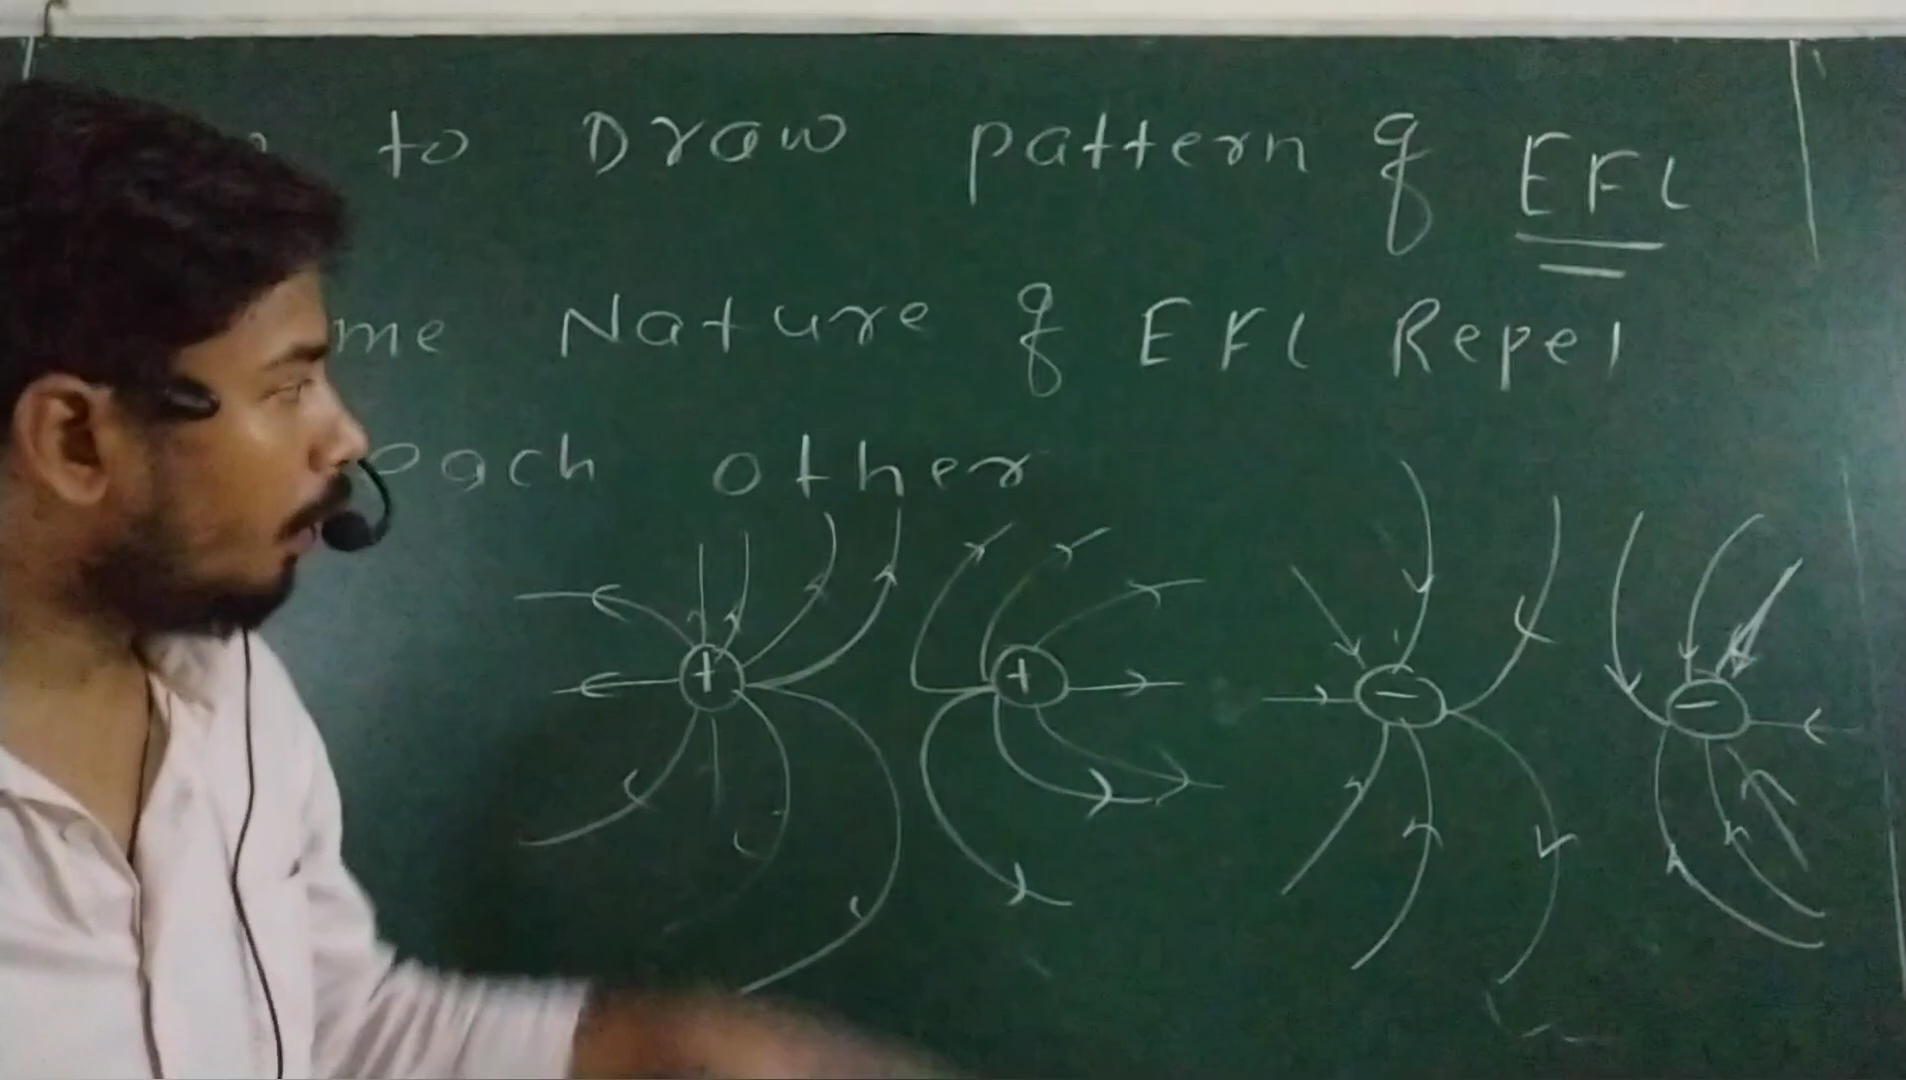 to Draw pattern of EFL
me Nature of EFL Repel
each other
+ + - -